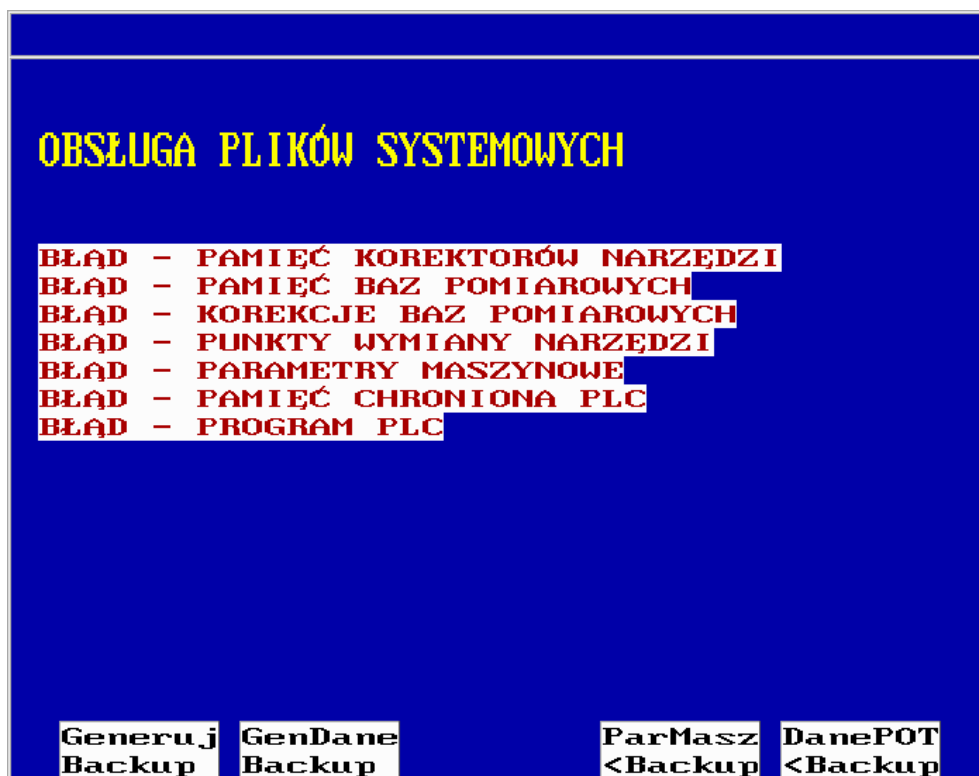 OBSŁUGA PLIKÓW SYSTEMOWYCH
BŁĄD - PAMIĘĆ KOREKTORÓW NARZĘDZI
BŁĄD - PAMIĘĆ BAZ POMIAROWYCH
BŁĄD - KOREKCJE BAZ POMIAROWYCH
BŁĄD - PUNKTY WYMIANY NARZĘDZI
BŁĄD - PARAMETRY MASZYNOWE
BŁĄD - PAMIĘĆ CHRONIONA PLC
BŁĄD - PROGRAM PLC
Generuj GenDane ParMasz DanePOT
Backup Backup <Backup <Backup